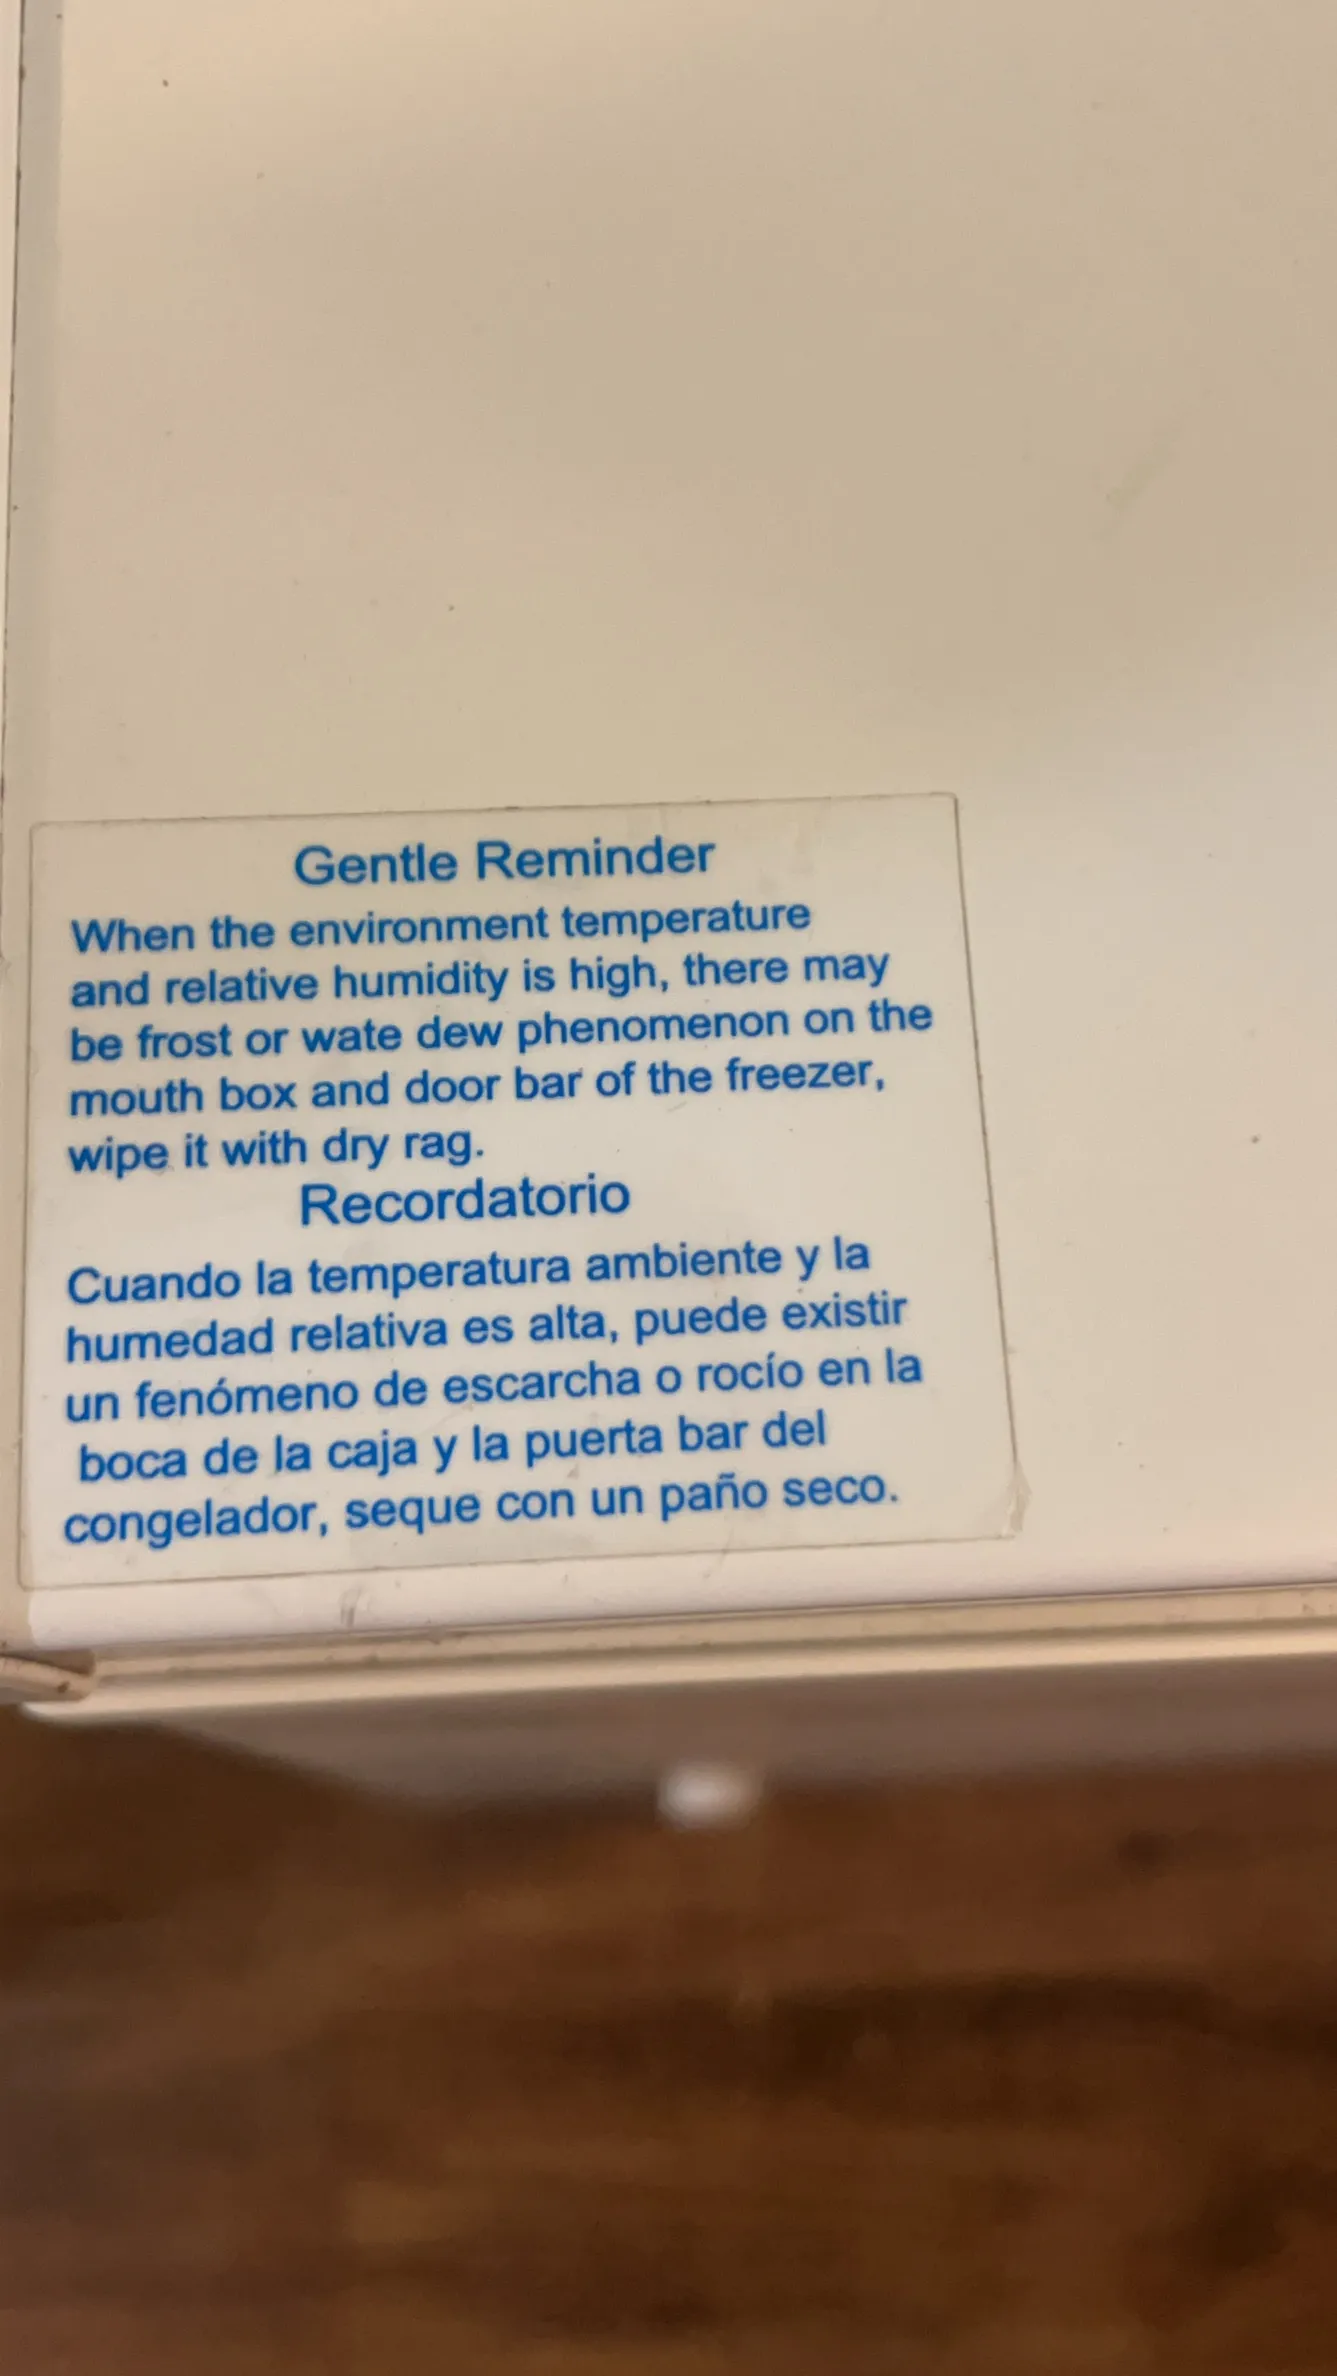 Gentle Reminder
When the environment temperature
and relative humidity is high, there may
be frost or wate dew phenomenon on the
mouth box and door bar of the freezer,
wipe it with dry rag.
Recordatorio
Cuando la temperatura ambiente y la
humedad relativa es alta, puede existir
un fenómeno de escarcha o rocío en la
boca de la caja y la puerta bar del
congelador, seque con un paño seco.